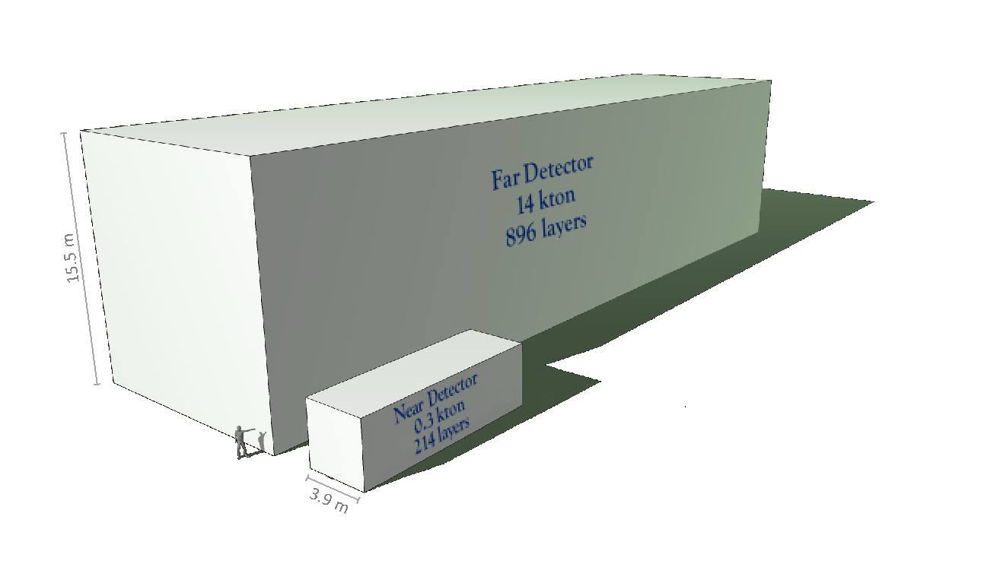 15.5 m
Far Detector
14 kton
896 layers
Near Detector
0.3 kton
214 layers
3.9 m